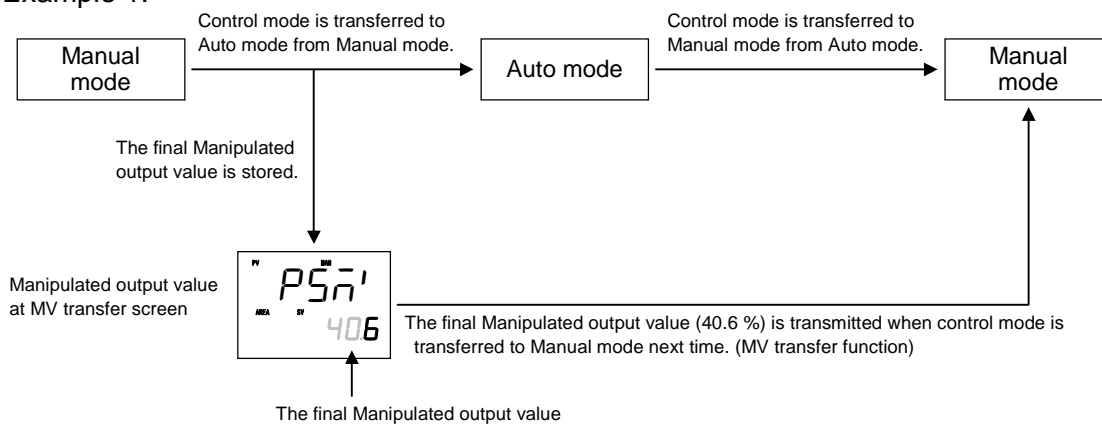 Control mode is transferred to
Auto mode from Manual mode.
Control mode is transferred to
Manual mode from Auto mode.
Manual
mode
Auto mode
Manual
mode
The final Manipulated
output value is stored.
Manipulated output value
at MV transfer screen
PV
MAN
AREA
SV
40.6
The final Manipulated output value (40.6 %) is transmitted when control mode is
transferred to Manual mode next time. (MV transfer function)
The final Manipulated output value